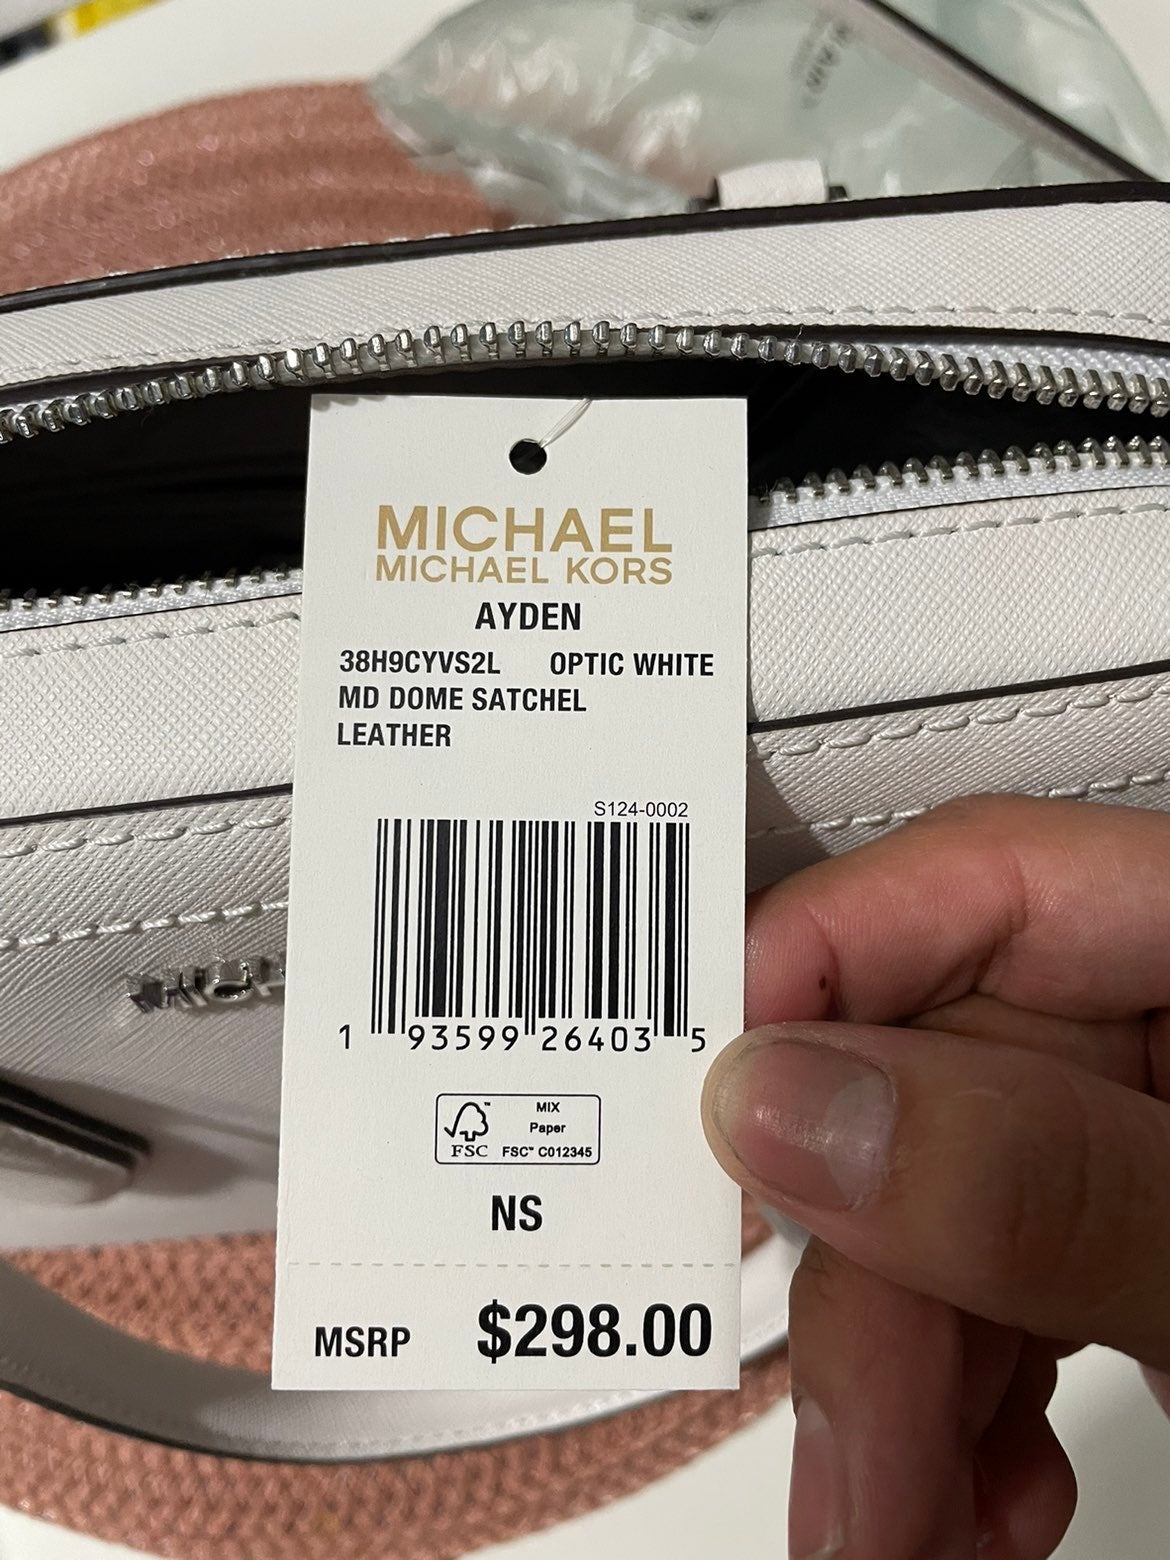 MICHAEL
MICHAEL KORS
AYDEN
38H9CYVS2L OPTIC WHITE
MD DOME SATCHEL
LEATHER
S124-0002
1 93599 26403 5
MIX
Paper
FSC FSC™ C012345
NS
MSRP $298.00